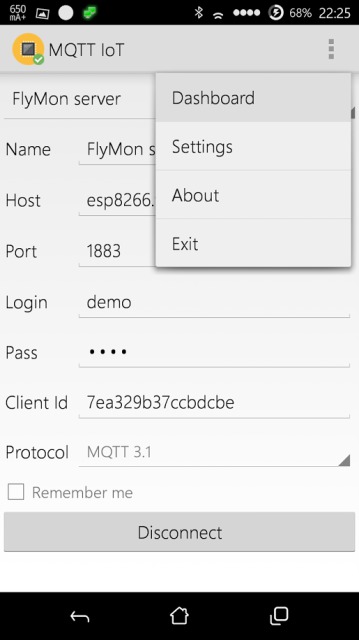 650
mA+
68% 22:25
MQTT IoT
FlyMon server
Dashboard
Settings
About
Exit
Name FlyMon s
Host esp8266.
Port 1883
Login demo
Pass ••••
Client Id 7ea329b37ccbdcbe
Protocol MQTT 3.1
Remember me
Disconnect